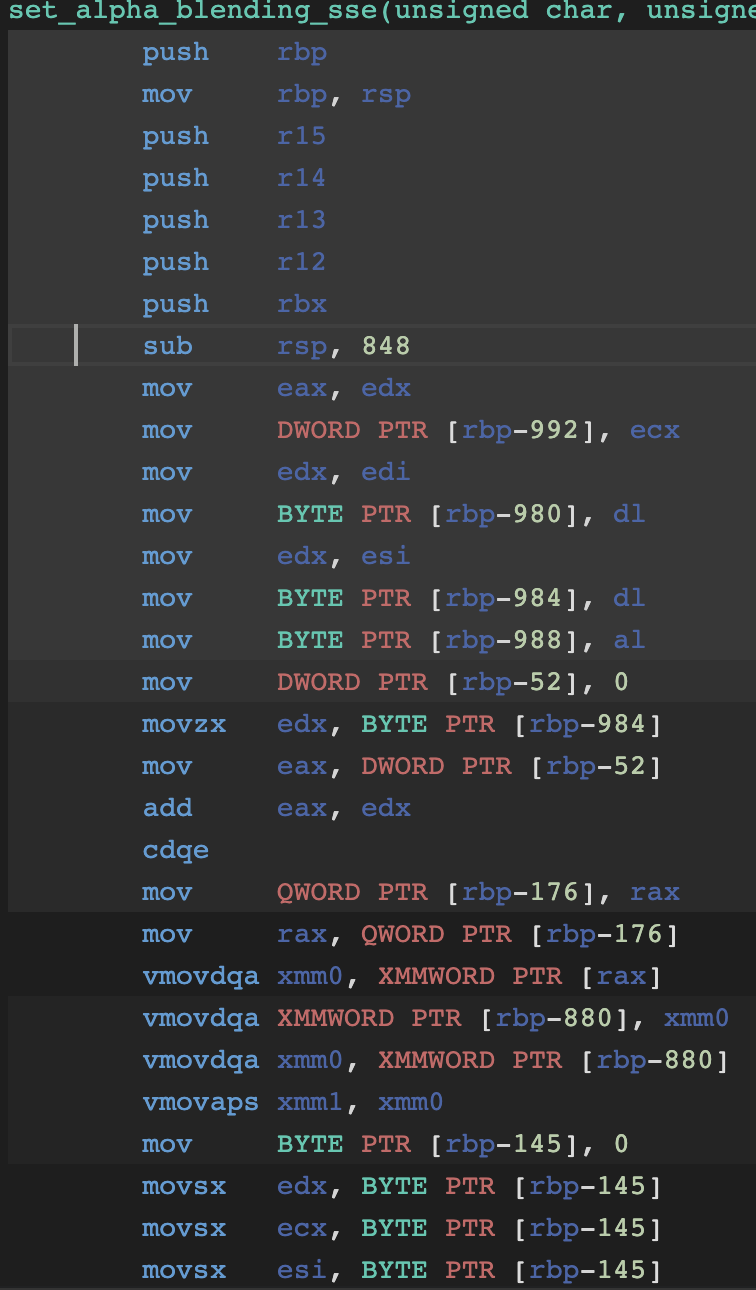 set_alpha_blending_sse(unsigned char, unsigne
push rbp
mov rbp, rsp
push r15
push r14
push r13
push r12
push rbx
sub rsp, 848
mov eax, edx
mov DWORD PTR [rbp-992], ecx
mov edx, edi
mov BYTE PTR [rbp-980], dl
mov edx, esi
mov BYTE PTR [rbp-984], dl
mov BYTE PTR [rbp-988], al
mov DWORD PTR [rbp-52], 0
movzx edx, BYTE PTR [rbp-984]
mov eax, DWORD PTR [rbp-52]
add eax, edx
cdqe
mov QWORD PTR [rbp-176], rax
mov rax, QWORD PTR [rbp-176]
vmovdqa xmm0, XMMWORD PTR [rax]
vmovdqa XMMWORD PTR [rbp-880], xmm0
vmovdqa xmm0, XMMWORD PTR [rbp-880]
vmovaps xmm1, xmm0
mov BYTE PTR [rbp-145], 0
movsx edx, BYTE PTR [rbp-145]
movsx ecx, BYTE PTR [rbp-145]
movsx esi, BYTE PTR [rbp-145]